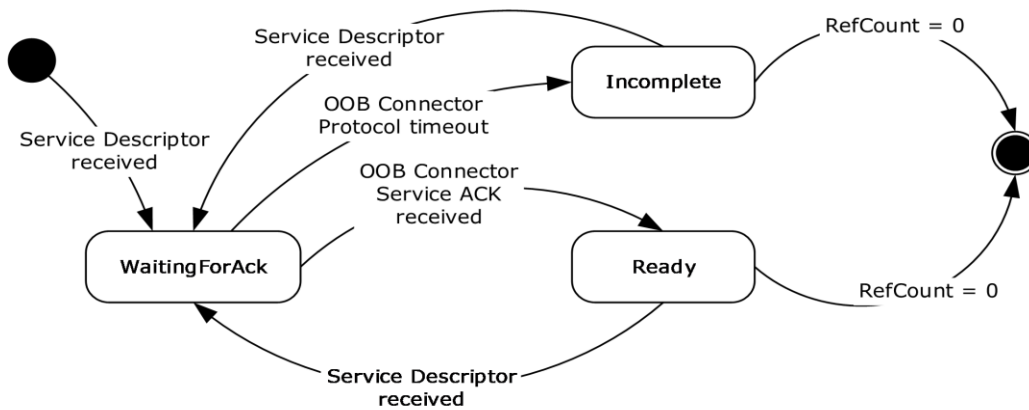 Service Descriptor
received
RefCount = 0
Incomplete
OOB Connector
Protocol timeout
Service Descriptor
received
OOB Connector
Service ACK
received
WaitingForAck
Ready
RefCount = 0
Service Descriptor
received